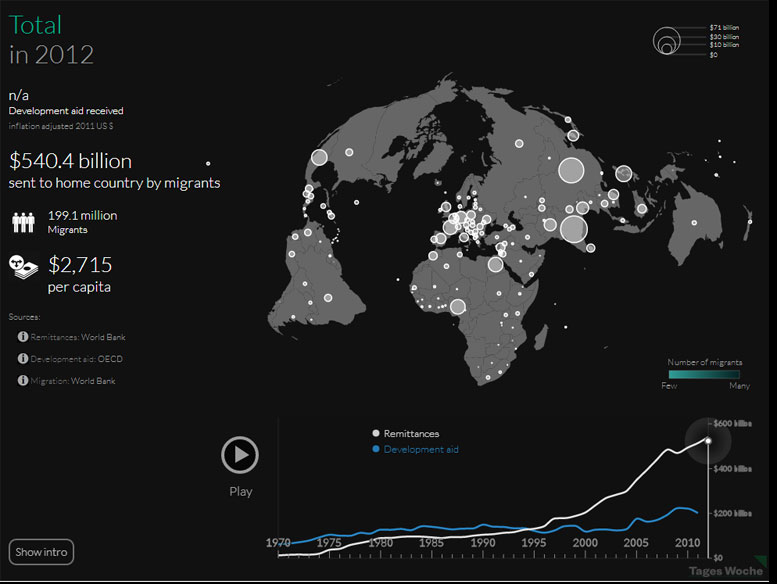 Total
in 2012
n/a
Development aid received
inflation adjusted 2011 US $
$540.4 billion
sent to home country by migrants
199.1 million
Migrants
$2,715
per capita
Sources:
Remittances: World Bank
Development aid: OECD
Migration: World Bank
$71 billion
$30 billion
$10 billion
$0
Number of migrants
Few Many
Play
Remittances
Development aid
$600 billion
$400 billion
$200 billion
$0
1970 1975 1980 1985 1990 1995 2000 2005 2010
Show intro
Tages Woche